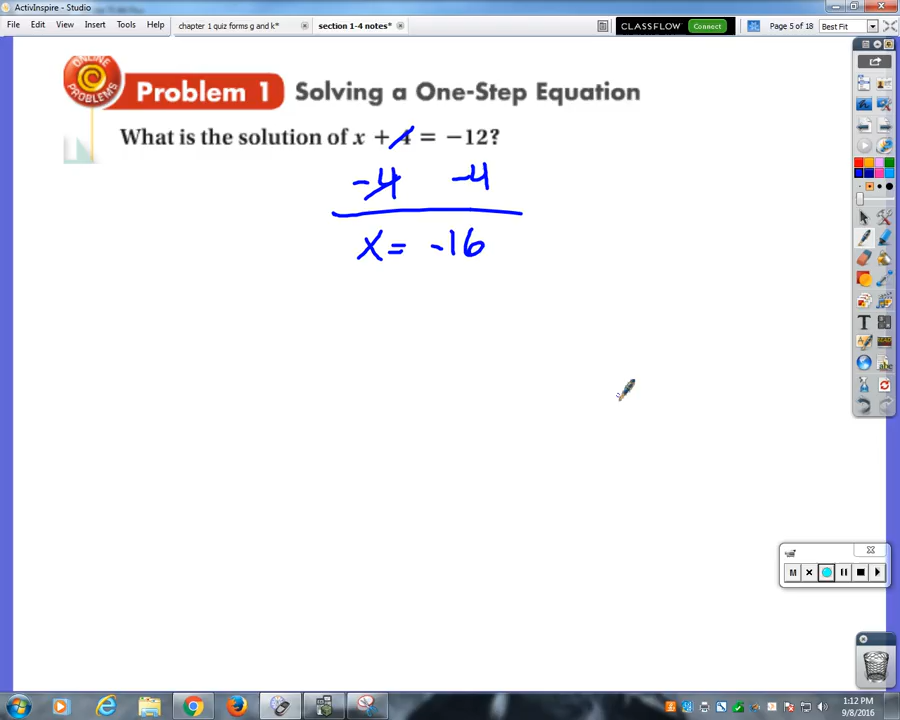 ActivInspire - Studio
File Edit View Insert Tools Help
chapter 1 quiz forms g and k*
section 1-4 notes*
CLASSFLOW Connect
Page 5 of 18
Best Fit
ONLINE PROBLEMS
Problem 1 Solving a One-Step Equation
What is the solution of x + 4 = −12?
-4 -4
x = -16
T
abc
M
1:12 PM
9/8/2016